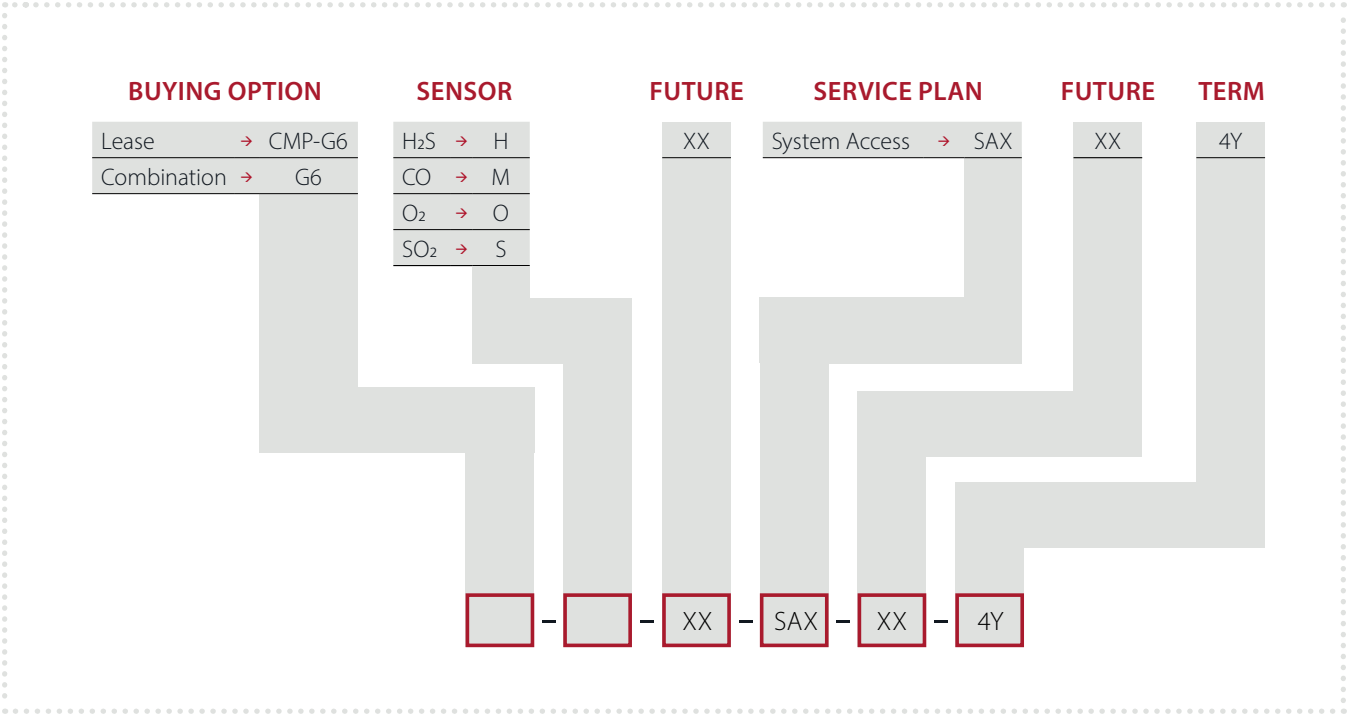 BUYING OPTION SENSOR FUTURE SERVICE PLAN FUTURE TERM
Lease → CMP-G6 H₂S → H XX System Access → SAX XX 4Y
Combination → G6 CO → M
O₂ → O
SO₂ → S
– – XX – SAX – XX – 4Y